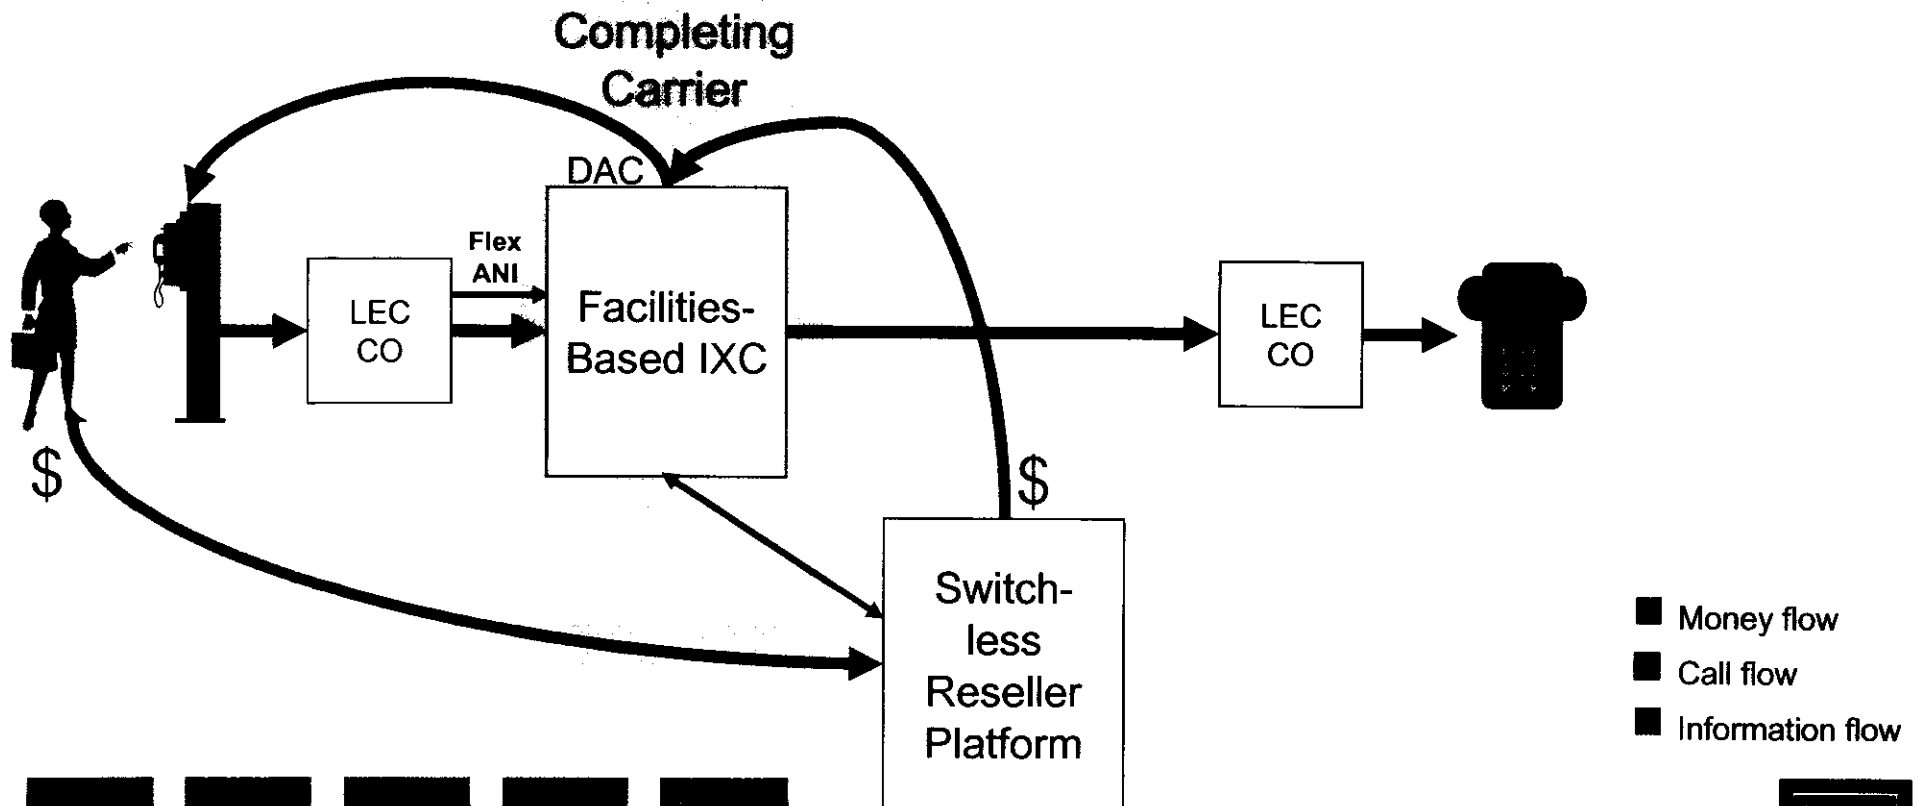 Completing
Carrier
DAC
Flex
ANI
LEC
CO
Facilities-
Based IXC
LEC
CO
$
$
Switch-
less
Reseller
Platform
Money flow
Call flow
Information flow